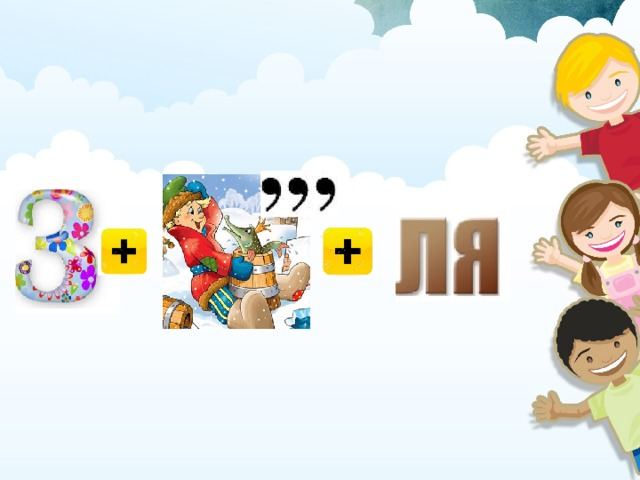 З + ,,, + ЛЯ